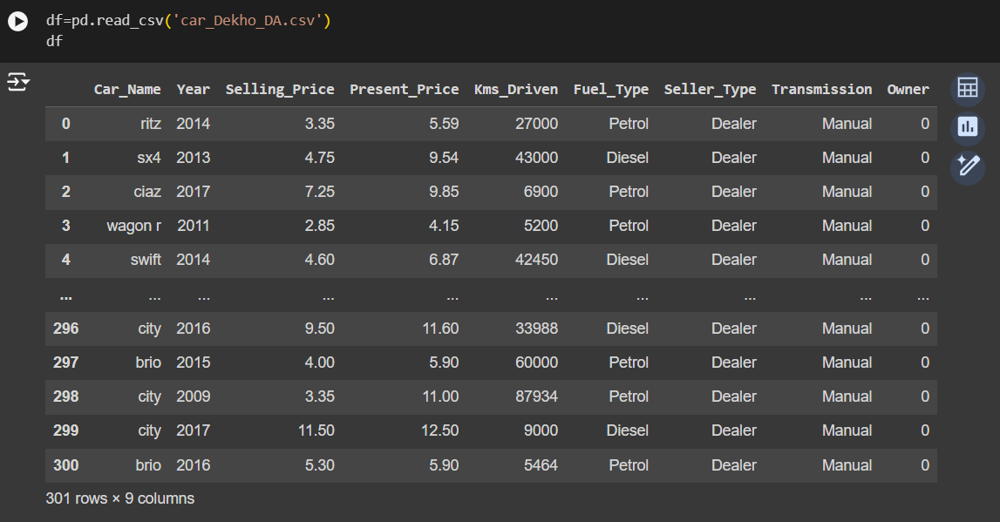 df=pd.read_csv('car_Dekho_DA.csv')
df
Car_Name Year Selling_Price Present_Price Kms_Driven Fuel_Type Seller_Type Transmission Owner
0 ritz 2014 3.35 5.59 27000 Petrol Dealer Manual 0
1 sx4 2013 4.75 9.54 43000 Diesel Dealer Manual 0
2 ciaz 2017 7.25 9.85 6900 Petrol Dealer Manual 0
3 wagon r 2011 2.85 4.15 5200 Petrol Dealer Manual 0
4 swift 2014 4.60 6.87 42450 Diesel Dealer Manual 0
... ... ... ... ... ... ... ... ... ...
296 city 2016 9.50 11.60 33988 Diesel Dealer Manual 0
297 brio 2015 4.00 5.90 60000 Petrol Dealer Manual 0
298 city 2009 3.35 11.00 87934 Petrol Dealer Manual 0
299 city 2017 11.50 12.50 9000 Diesel Dealer Manual 0
300 brio 2016 5.30 5.90 5464 Petrol Dealer Manual 0
301 rows × 9 columns